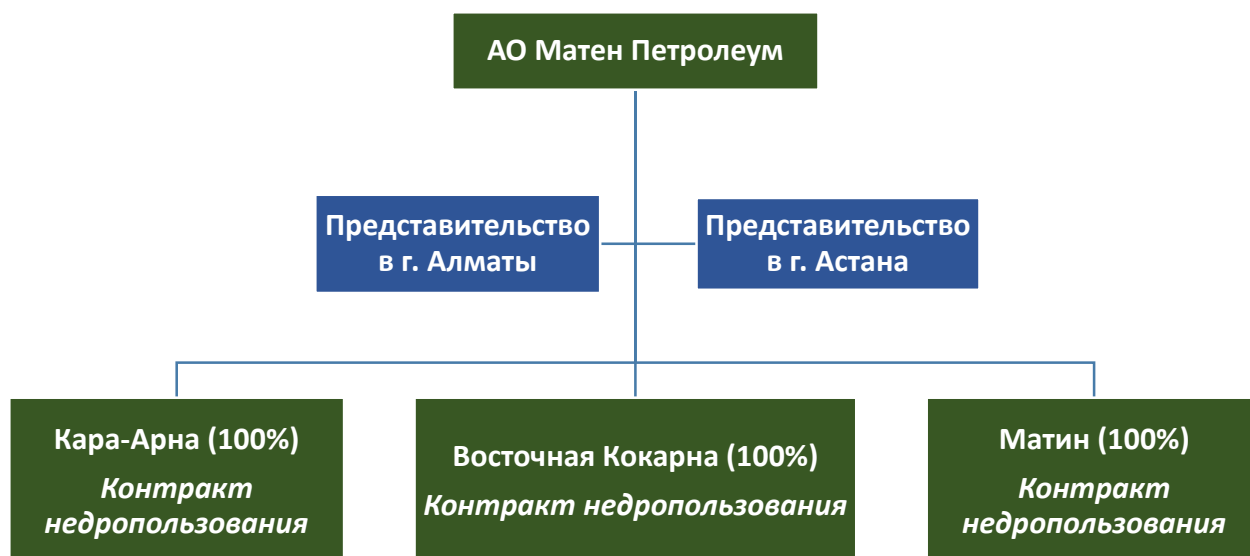 АО Матен Петролеум
Представительство
в г. Алматы
Представительство
в г. Астана
Кара-Арна (100%)
Контракт
недропользования
Восточная Кокарна (100%)
Контракт недропользования
Матин (100%)
Контракт
недропользования